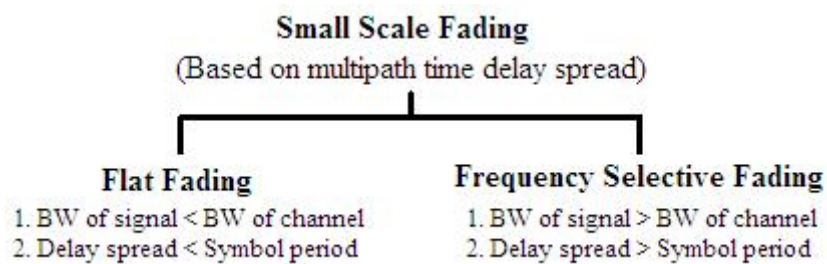 Small Scale Fading
(Based on multipath time delay spread)
Flat Fading
1. BW of signal < BW of channel
2. Delay spread < Symbol period
Frequency Selective Fading
1. BW of signal > BW of channel
2. Delay spread > Symbol period